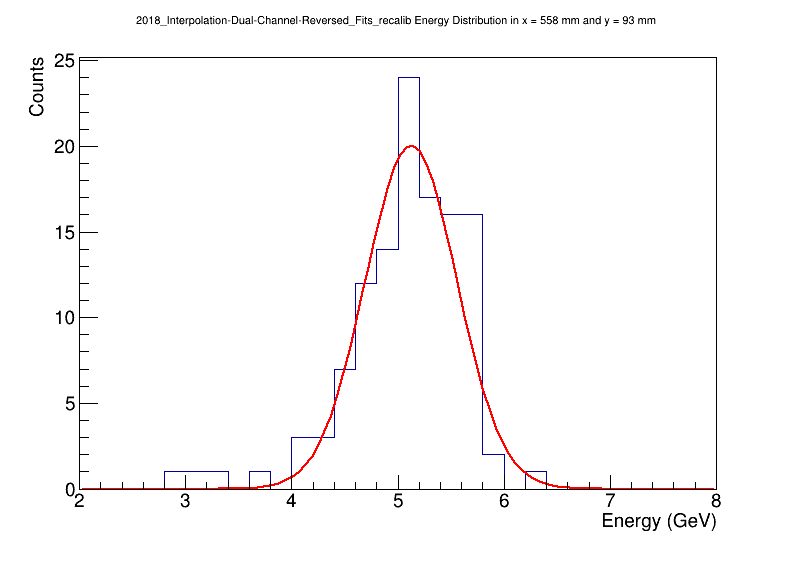 2018_Interpolation-Dual-Channel-Reversed_Fits_recalib Energy Distribution in x = 558 mm and y = 93 mm
Counts
25
20
15
10
5
0
2 3 4 5 6 7 8
Energy (GeV)